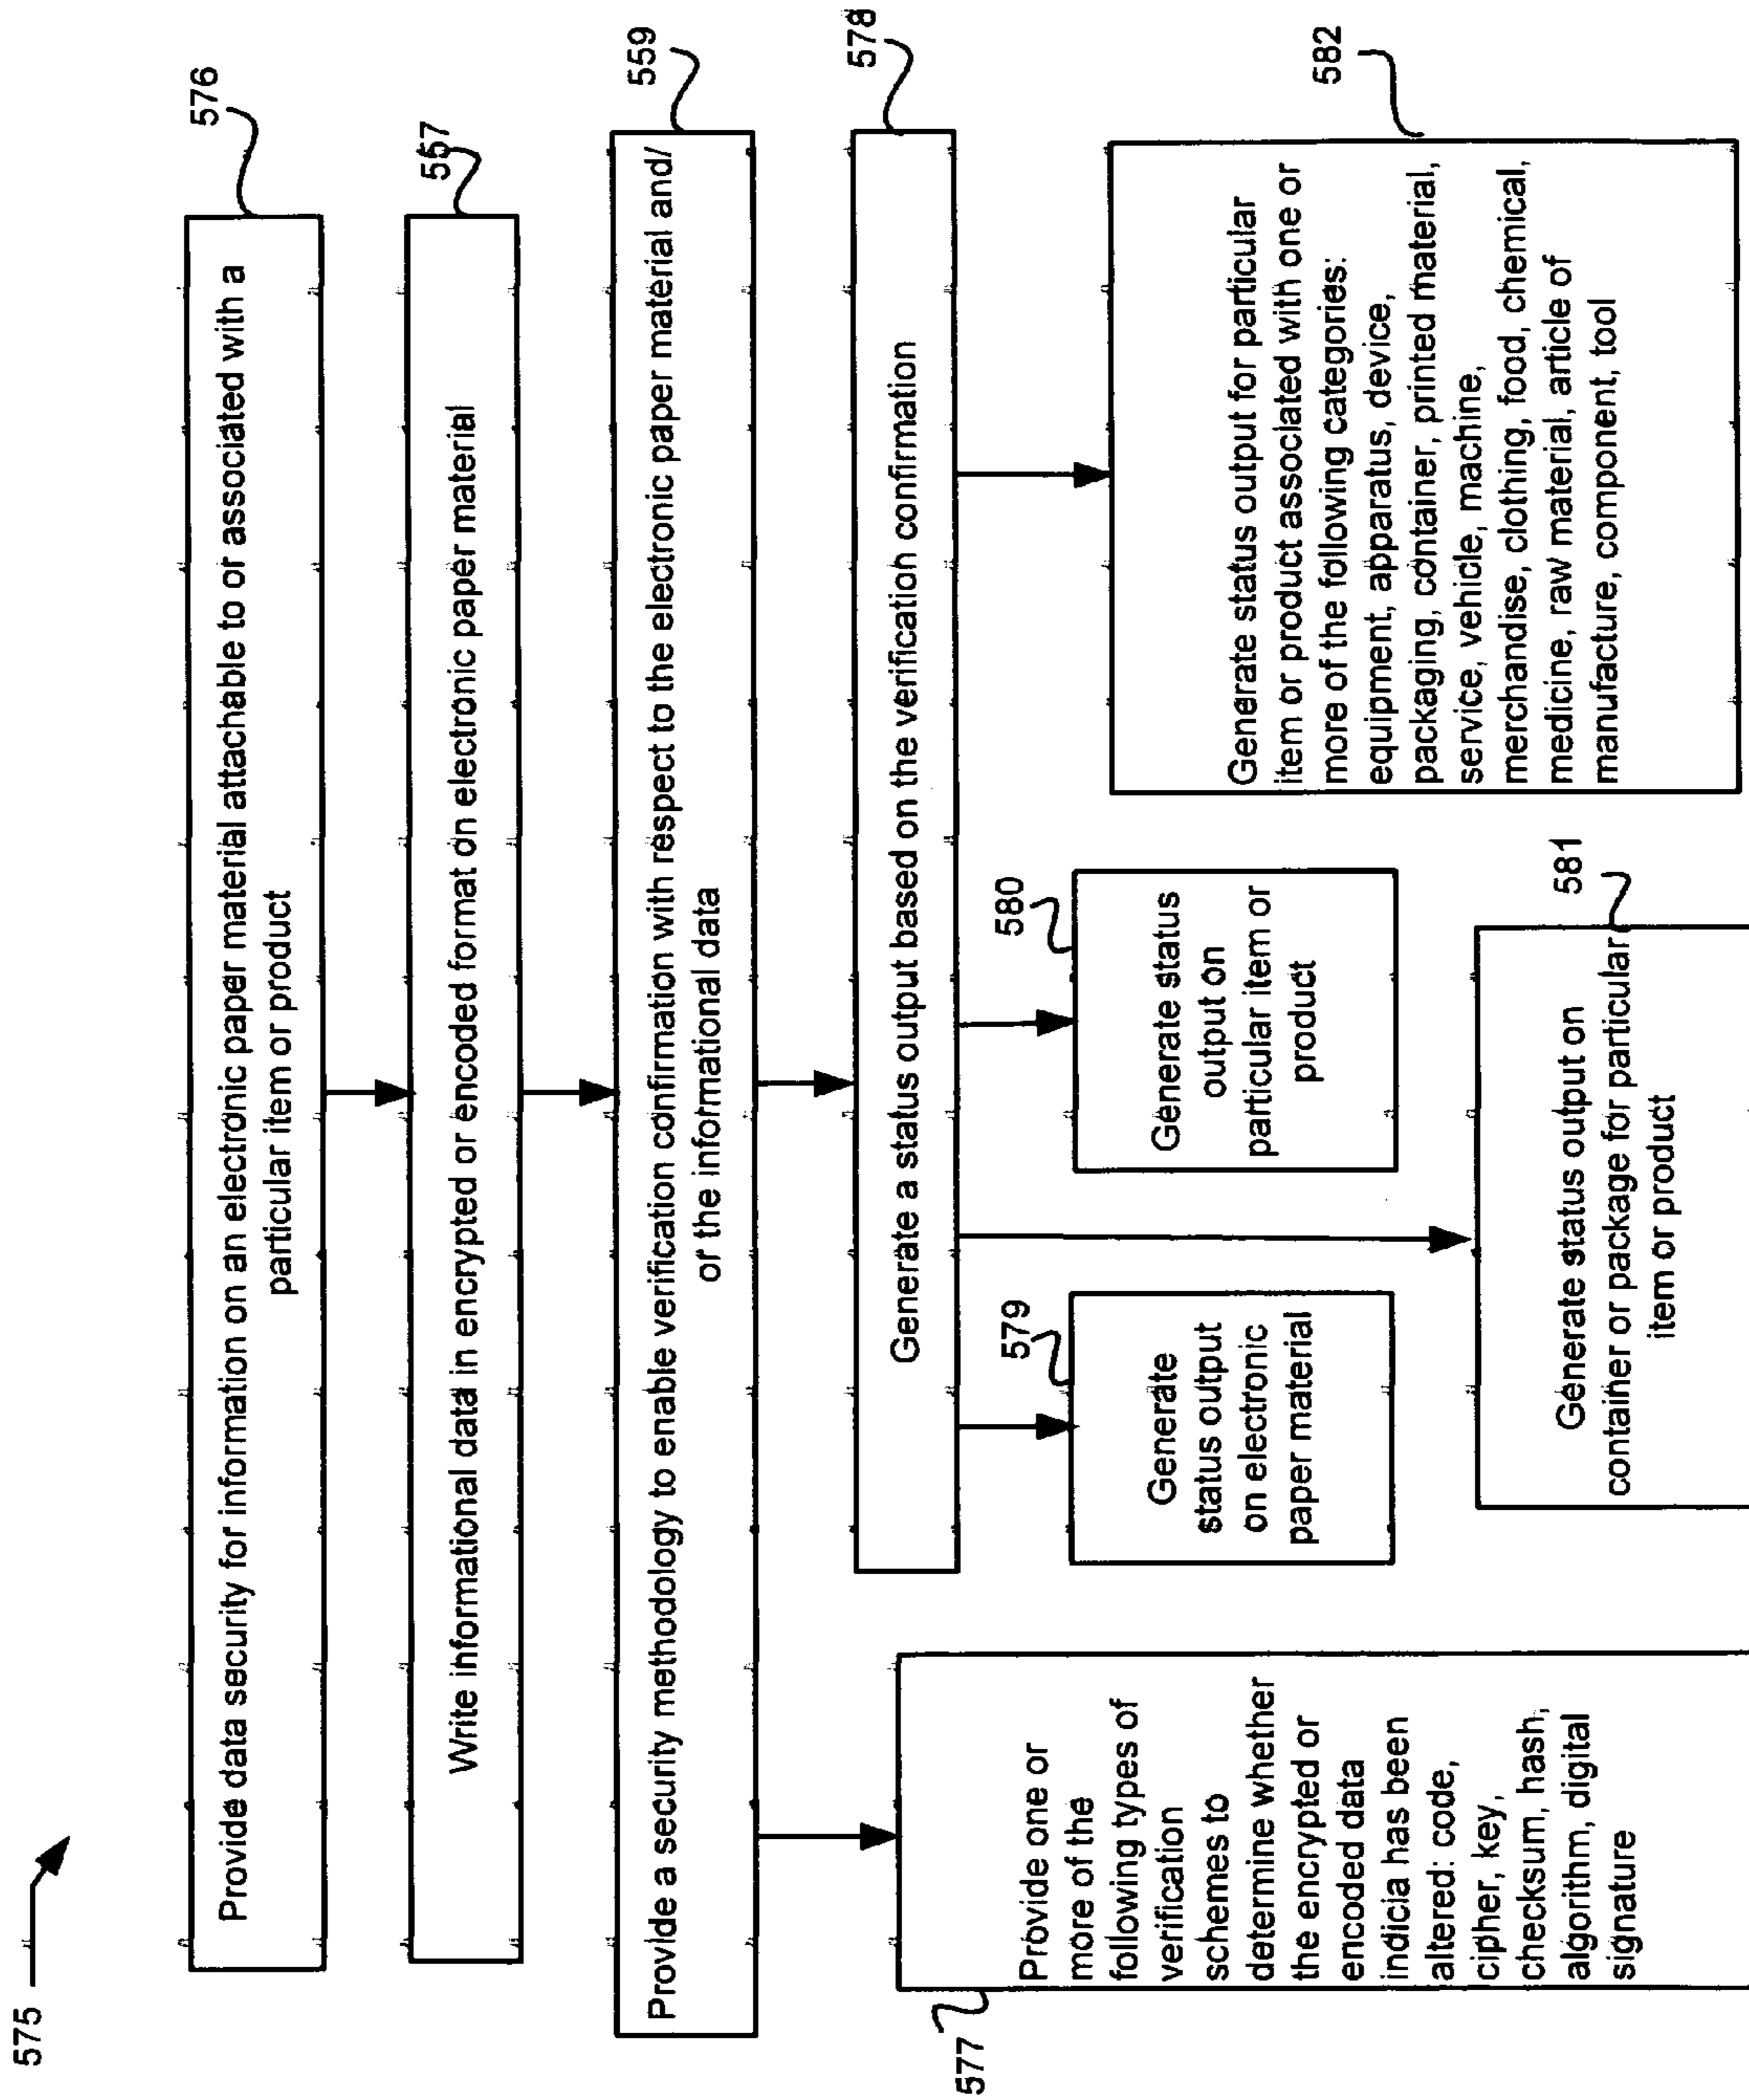 575
576
Provide data security for information on an electronic paper material attachable to or associated with a
particular item or product
557
Write informational data in encrypted or encoded format on electronic paper material
559
Provide a security methodology to enable verification confirmation with respect to the electronic paper material and/
or the informational data
578
Generate a status output based on the verification confirmation
577
Provide one or
more of the
following types of
verification
schemes to
determine whether
the encrypted or
encoded data
indicia has been
altered: code,
cipher, key,
checksum, hash,
algorithm, digital
signature
579
Generate
status output
on electronic
paper material
580
Generate status
output on
particular item or
product
581
Generate status output on
container or package for particular
item or product
582
Generate status output for particular
item or product associated with one or
more of the following categories:
equipment, apparatus, device,
packaging, container, printed material,
service, vehicle, machine,
merchandise, clothing, food, chemical,
medicine, raw material, article of
manufacture, component, tool